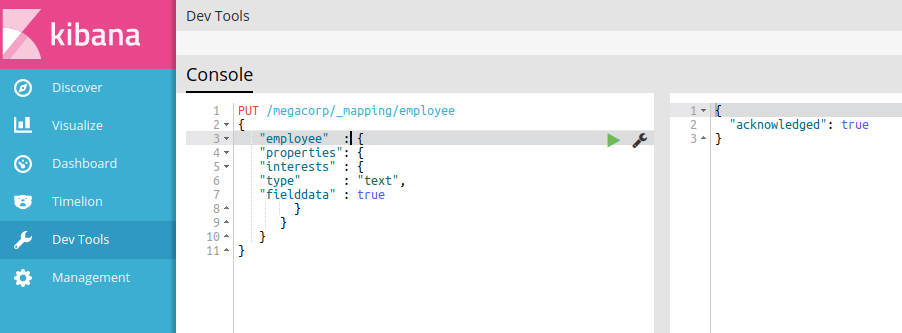 kibana
Discover
Visualize
Dashboard
Timelion
Dev Tools
Management
Dev Tools
Console
1 PUT /megacorp/_mapping/employee
2 {
3 "employee" : {
4 "properties": {
5 "interests" : {
6 "type" : "text",
7 "fielddata" : true
8 }
9 }
10 }
11 }
1 {
2 "acknowledged": true
3 }